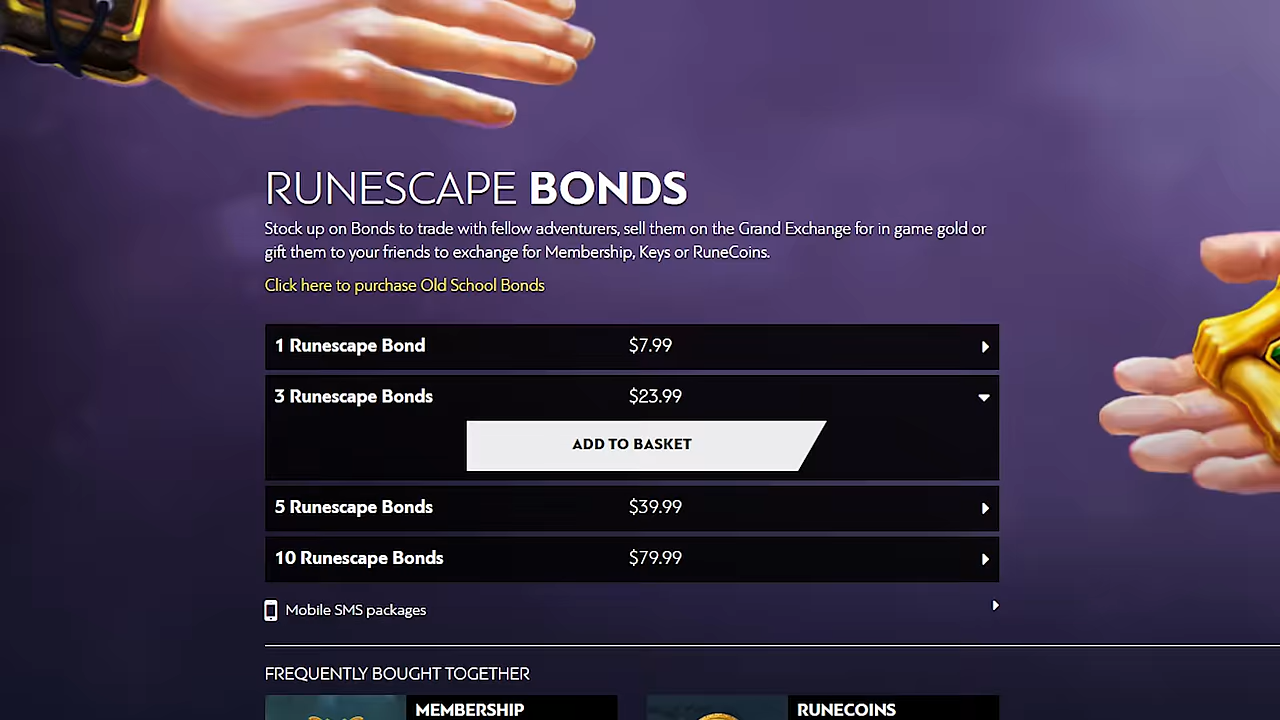 RUNESCAPE BONDS
Stock up on Bonds to trade with fellow adventurers, sell them on the Grand Exchange for in game gold or
gift them to your friends to exchange for Membership, Keys or RuneCoins.
Click here to purchase Old School Bonds
1 Runescape Bond $7.99
3 Runescape Bonds $23.99
ADD TO BASKET
5 Runescape Bonds $39.99
10 Runescape Bonds $79.99
Mobile SMS packages
FREQUENTLY BOUGHT TOGETHER
MEMBERSHIP RUNECOINS